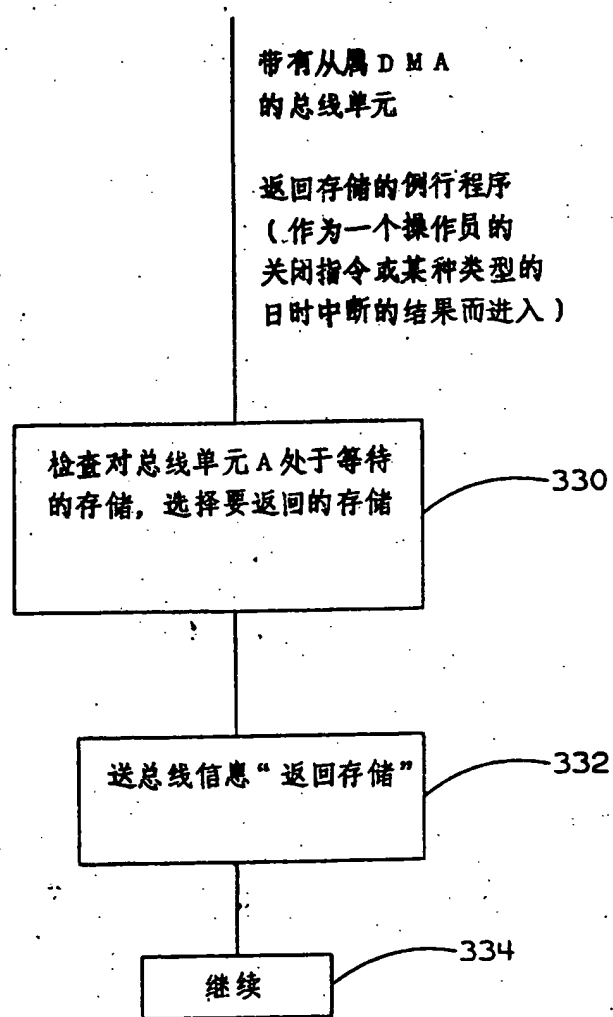 带有从属DMA
的总线单元
返回存储的例行程序
(作为一个操作员的
关闭指令或某种类型的
日时中断的结果而进入)
检查对总线单元A处于等待
的存储,选择要返回的存储
330
送总线信息“返回存储”
332
继续
334